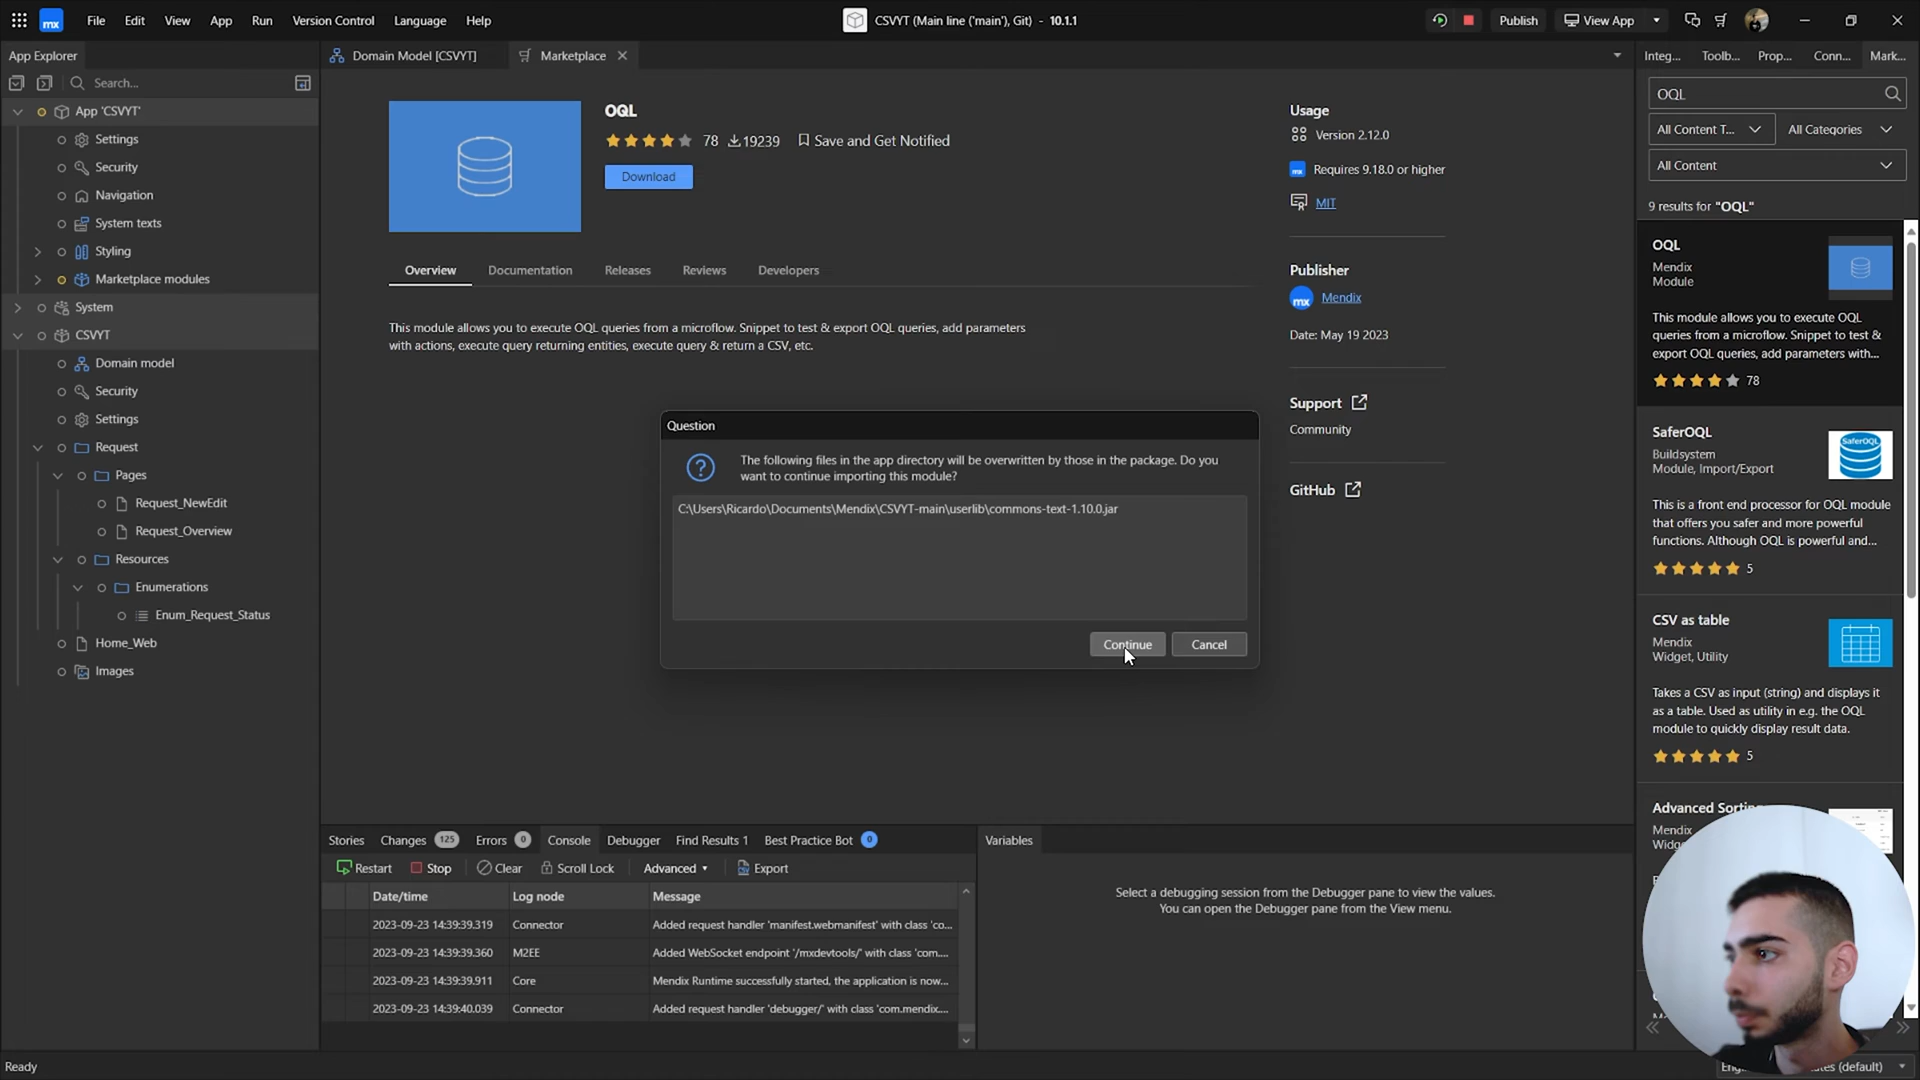 mx
File
Edit
View
App
Run
Version Control
Language
Help
CSVYT (Main line ('main'), Git) - 10.1.1
Publish
View App
App Explorer
Domain Model [CSVYT]
Marketplace
Integ...
Toolb...
Prop...
Conn...
Mark...
Search...
App 'CSVYT'
Settings
Security
Navigation
System texts
Styling
Marketplace modules
System
CSVYT
Domain model
Security
Settings
Request
Pages
Request_NewEdit
Request_Overview
Resources
Enumerations
Enum_Request_Status
Home_Web
Images
OQL
78
19239
Save and Get Notified
Download
Overview
Documentation
Releases
Reviews
Developers
This module allows you to execute OQL queries from a microflow. Snippet to test & export OQL queries, add parameters
with actions, execute query returning entities, execute query & return a CSV, etc.
Usage
Version 2.12.0
mx
Requires 9.18.0 or higher
MIT
Publisher
mx
Mendix
Date: May 19 2023
Support
Community
GitHub
Question
The following files in the app directory will be overwritten by those in the package. Do you
want to continue importing this module?
C:\Users\Ricardo\Documents\Mendix\CSVYT-main\userlib\commons-text-1.10.0.jar
Continue
Cancel
OQL
All Content T...
All Categories
All Content
9 results for "OQL"
OQL
Mendix
Module
This module allows you to execute OQL
queries from a microflow. Snippet to test &
export OQL queries, add parameters with...
78
SaferOQL
Buildsystem
Module, Import/Export
SaferOQL
This is a front end processor for OQL module
that offers you safer and more powerful
functions. Although OQL is powerful and...
5
CSV as table
Mendix
Widget, Utility
Takes a CSV as input (string) and displays it
as a table. Used as utility in e.g. the OQL
module to quickly display result data.
5
Advanced Sorting
Mendix
Stories
Changes 125
Errors 0
Console
Debugger
Find Results 1
Best Practice Bot 0
Restart
Stop
Clear
Scroll Lock
Advanced
Export
Date/time
Log node
Message
2023-09-23 14:39:39.319
Connector
Added request handler 'manifest.webmanifest' with class 'co...
2023-09-23 14:39:39.360
M2EE
Added WebSocket endpoint '/mxdevtools/' with class 'com....
2023-09-23 14:39:39.911
Core
Mendix Runtime successfully started, the application is now...
2023-09-23 14:39:40.039
Connector
Added request handler 'debugger/' with class 'com.mendix....
Variables
Select a debugging session from the Debugger pane to view the values.
You can open the Debugger pane from the View menu.
Ready
(default)